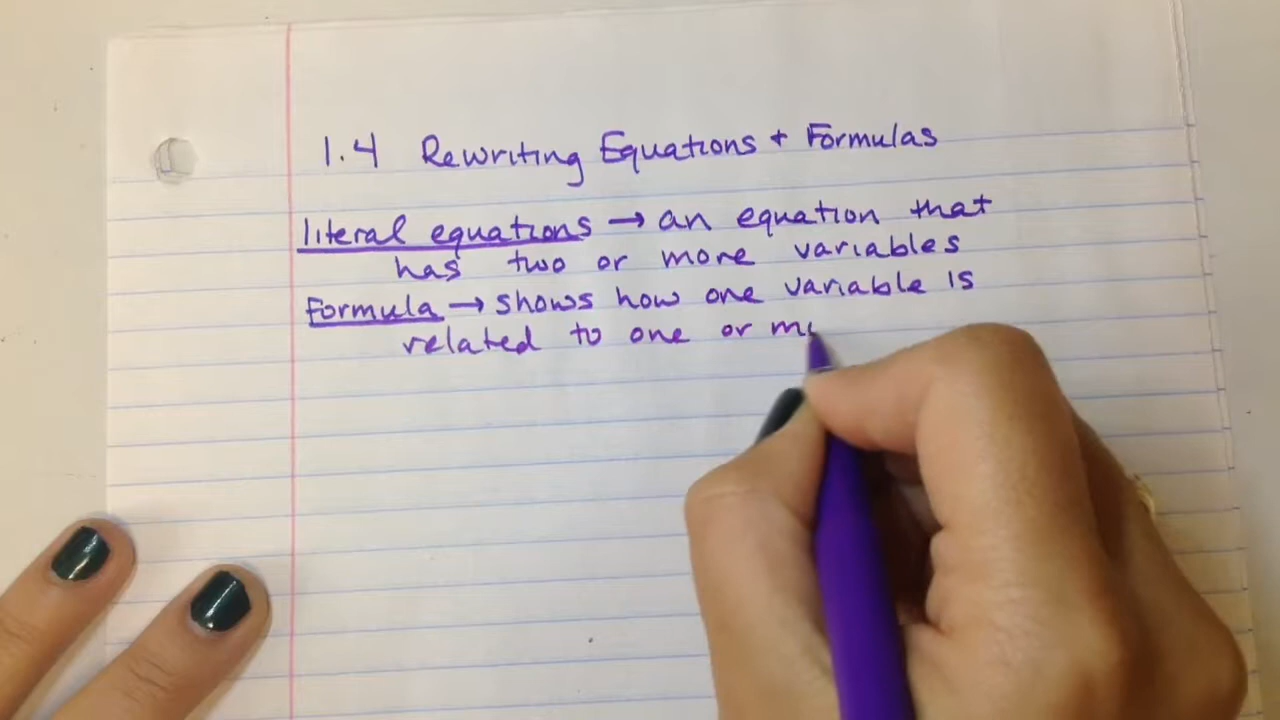 1.4 Rewriting Equations + Formulas
literal equations → an equation that
has two or more variables
Formula → shows how one variable is
related to one or mo